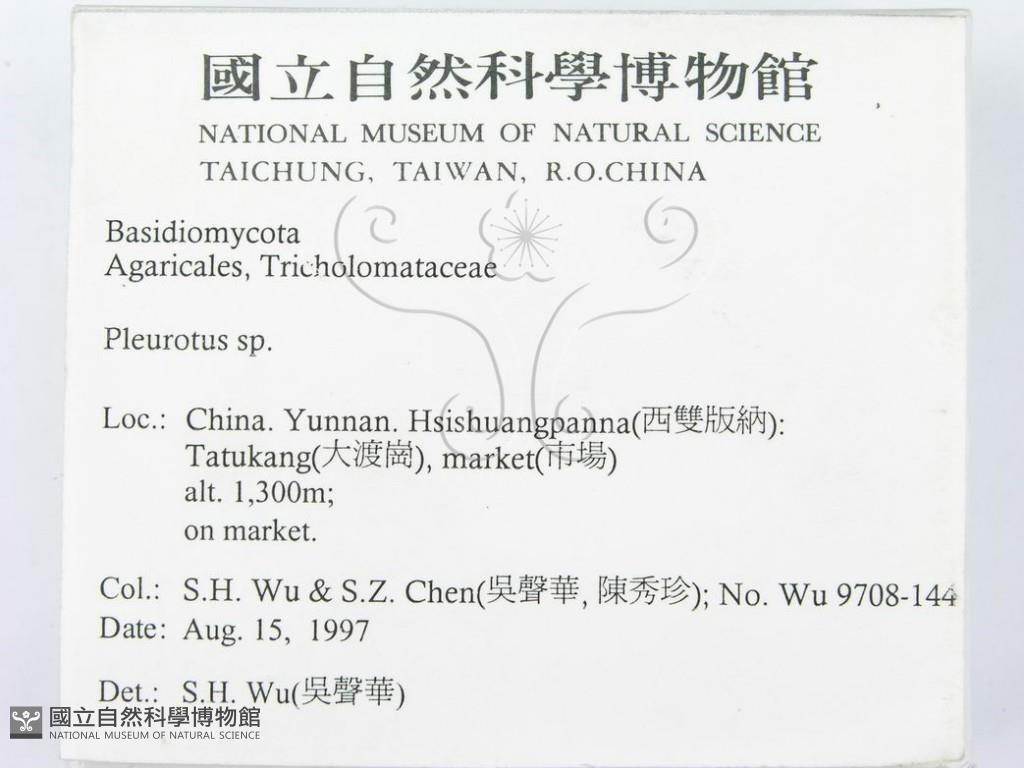 國立自然科學博物館
NATIONAL MUSEUM OF NATURAL SCIENCE
TAICHUNG, TAIWAN, R.O.CHINA
Basidiomycota
Agaricales, Tricholomataceae
Pleurotus sp.
Loc.: China. Yunnan. Hsishuangpanna(西雙版納):
Tatukang(大渡崗), market(市場)
alt. 1,300m;
on market.
Col.: S.H. Wu & S.Z. Chen(吳聲華, 陳秀珍); No. Wu 9708-144
Date: Aug. 15, 1997
Det.: S.H. Wu(吳聲華)
國立自然科學博物館
NATIONAL MUSEUM OF NATURAL SCIENCE